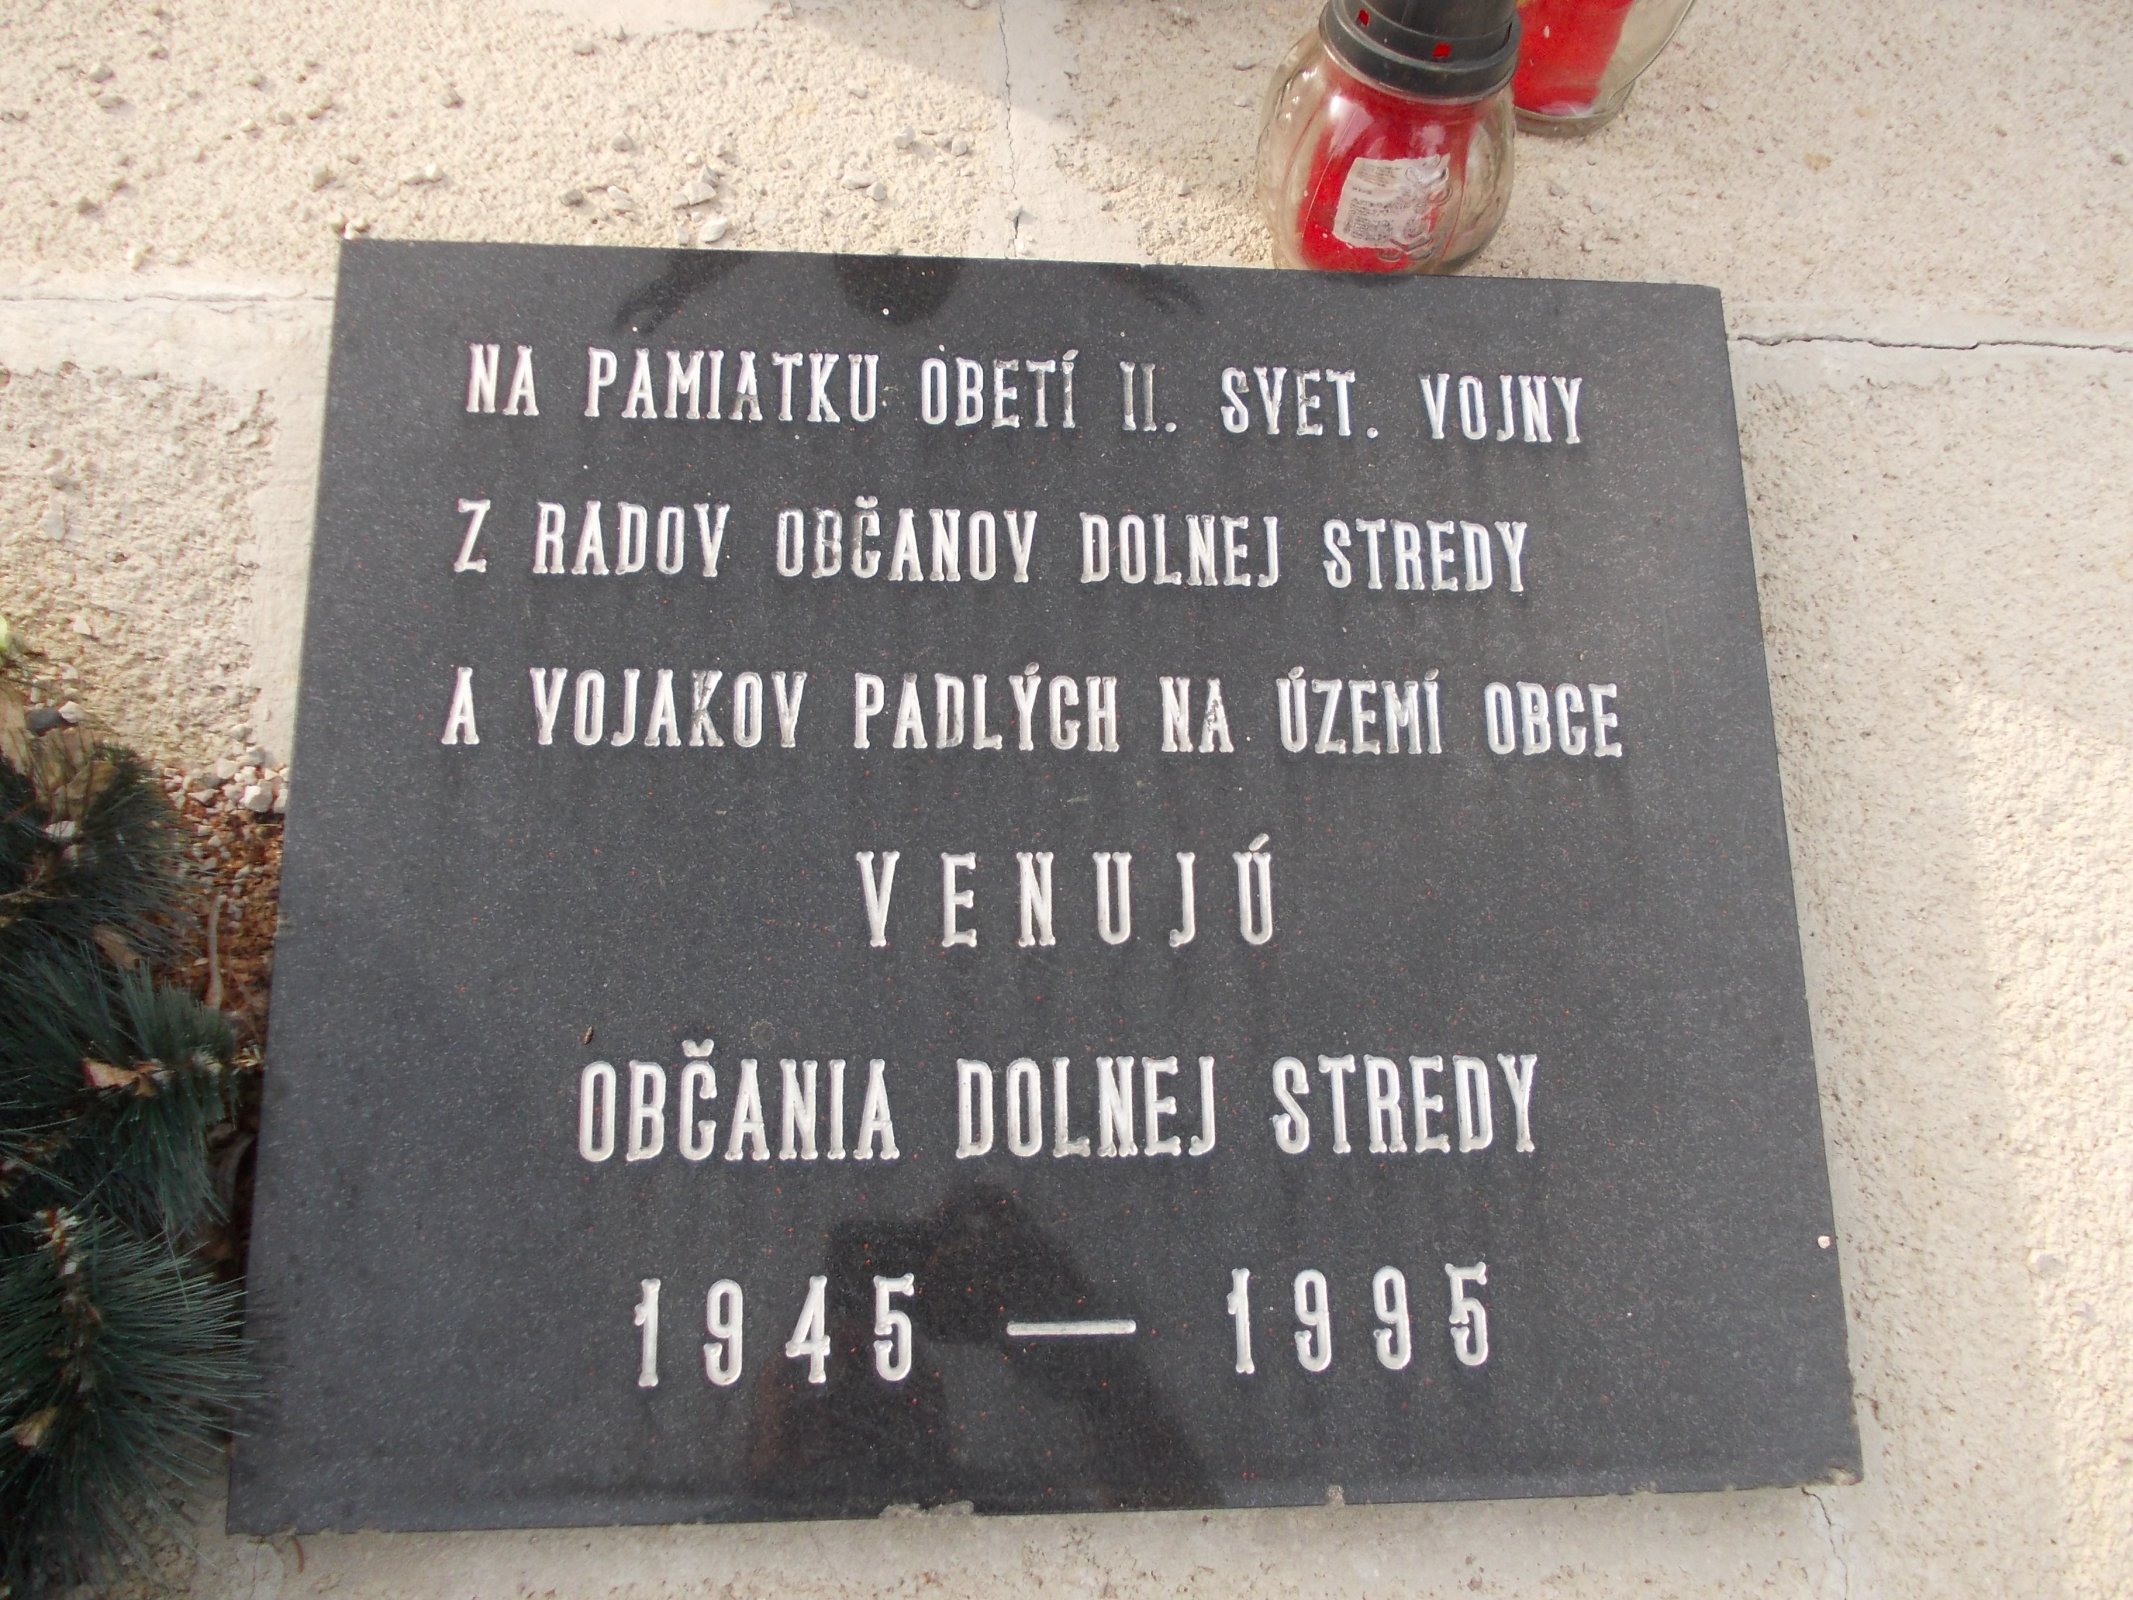 NA PAMIATKU OBETÍ II. SVET. VOJNY
Z RADOV OBČANOV DOLNEJ STREDY
A VOJAKOV PADLÝCH NA ÚZEMÍ OBCE
VENUJÚ
OBČANIA DOLNEJ STREDY
1945 — 1995